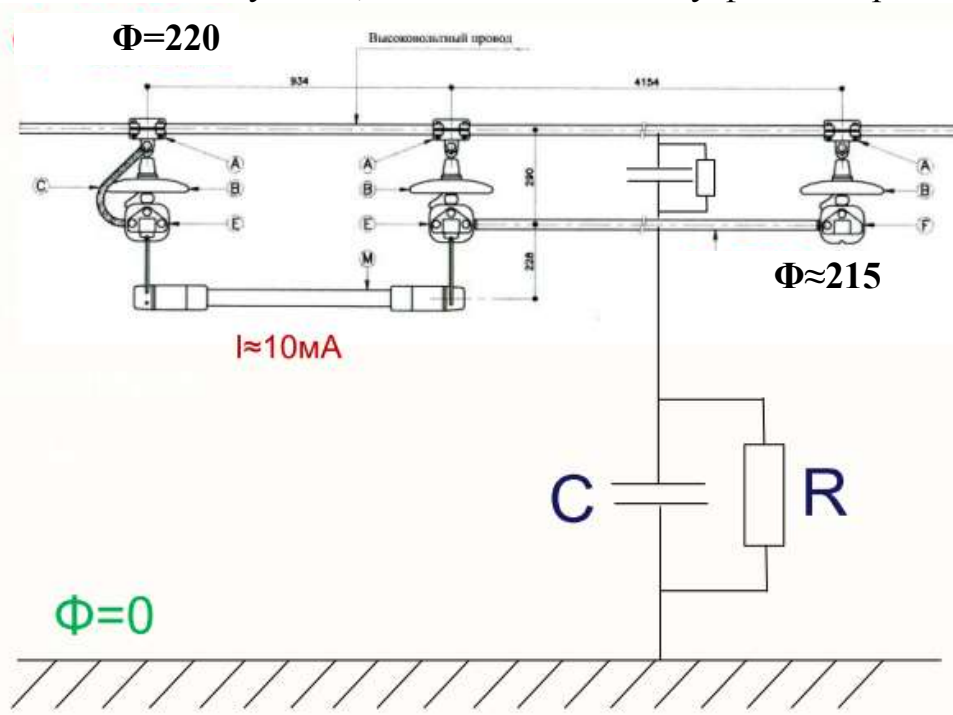 Φ=220
Высоковольтный провод
934
4154
A
A
A
C
B
B
B
290
E
E
F
228
M
Φ≈215
I≈10мА
C
R
Φ=0